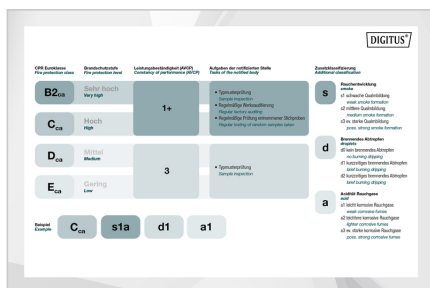 DIGITUS®
CPR Euroklasse
Fire protection class
Brandschutzstufe
Fire protection level
Leistungsbeständigkeit (AVCP)
Constancy of performance (AVCP)
Aufgaben der notifizierten Stelle
Tasks of the notified body
Zusatzklassifizierung
Additional classification
B2ca
Sehr hoch
Very high
Cca
Hoch
High
1+
• Typmusterprüfung
Sample inspection
• Regelmäßige Werksauditierung
Regular factory auditing
• Regelmäßige Prüfung entnommener Stichproben
Regular testing of random samples taken
Dca
Mittel
Medium
Eca
Gering
Low
3
• Typmusterprüfung
Sample inspection
s
Rauchentwicklung
smoke
s1 schwache Qualmbildung
weak smoke formation
s2 mittlere Qualmbildung
medium smoke formation
s3 ev. starke Qualmbildung
poss. strong smoke formation
d
Brennendes Abtropfen
droplets
d0 kein brennendes Abtropfen
no burning dripping
d1 kurzzeitiges Abtropfen
brief burning dripping
d2 kurzzeitiges Abtropfen
brief burning dripping
a
Acidität Rauchgase
acid
a1 leicht korrosive Rauchgase
weak corrosive fumes
a2 leichtere korrosive Rauchgase
lighter corrosive fumes
a3 ev. starke korrosive Rauchgase
poss. strong corrosive fumes
Beispiel
Example
Cca
s1a
d1
a1